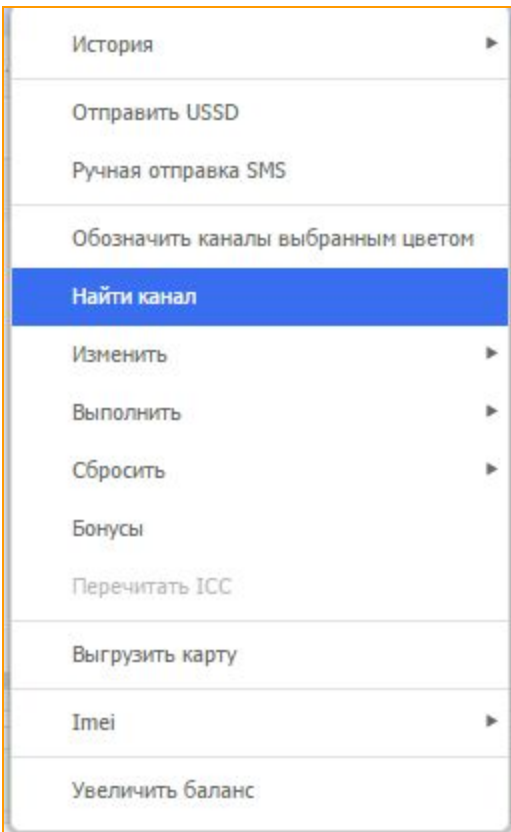 История
Отправить USSD
Ручная отправка SMS
Обозначить каналы выбранным цветом
Найти канал
Изменить
Выполнить
Сбросить
Бонусы
Перечитать ICC
Выгрузить карту
Imei
Увеличить баланс